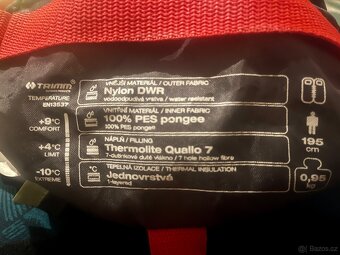 TRIMM
TEMPERATURE
EN13537
+9°C
COMFORT
+4°C
LIMIT
-10°C
EXTREME
VNĚJŠÍ MATERIÁL / OUTER FABRIC
Nylon DWR
vodoodpudivá vrstva / water resistant
VNITŘNÍ MATERIÁL / INNER FABRIC
100% PES pongee
100% PES pongee
NÁPLŇ / FILLING
Thermolite Quallo 7
7-dutinkové duté vlákno / 7 hole hollow fibre
TEPELNÁ IZOLACE / THERMAL INSULATION
Jednovrstvé
1-layered
195
cm
0,95
KG
Bazos.cz